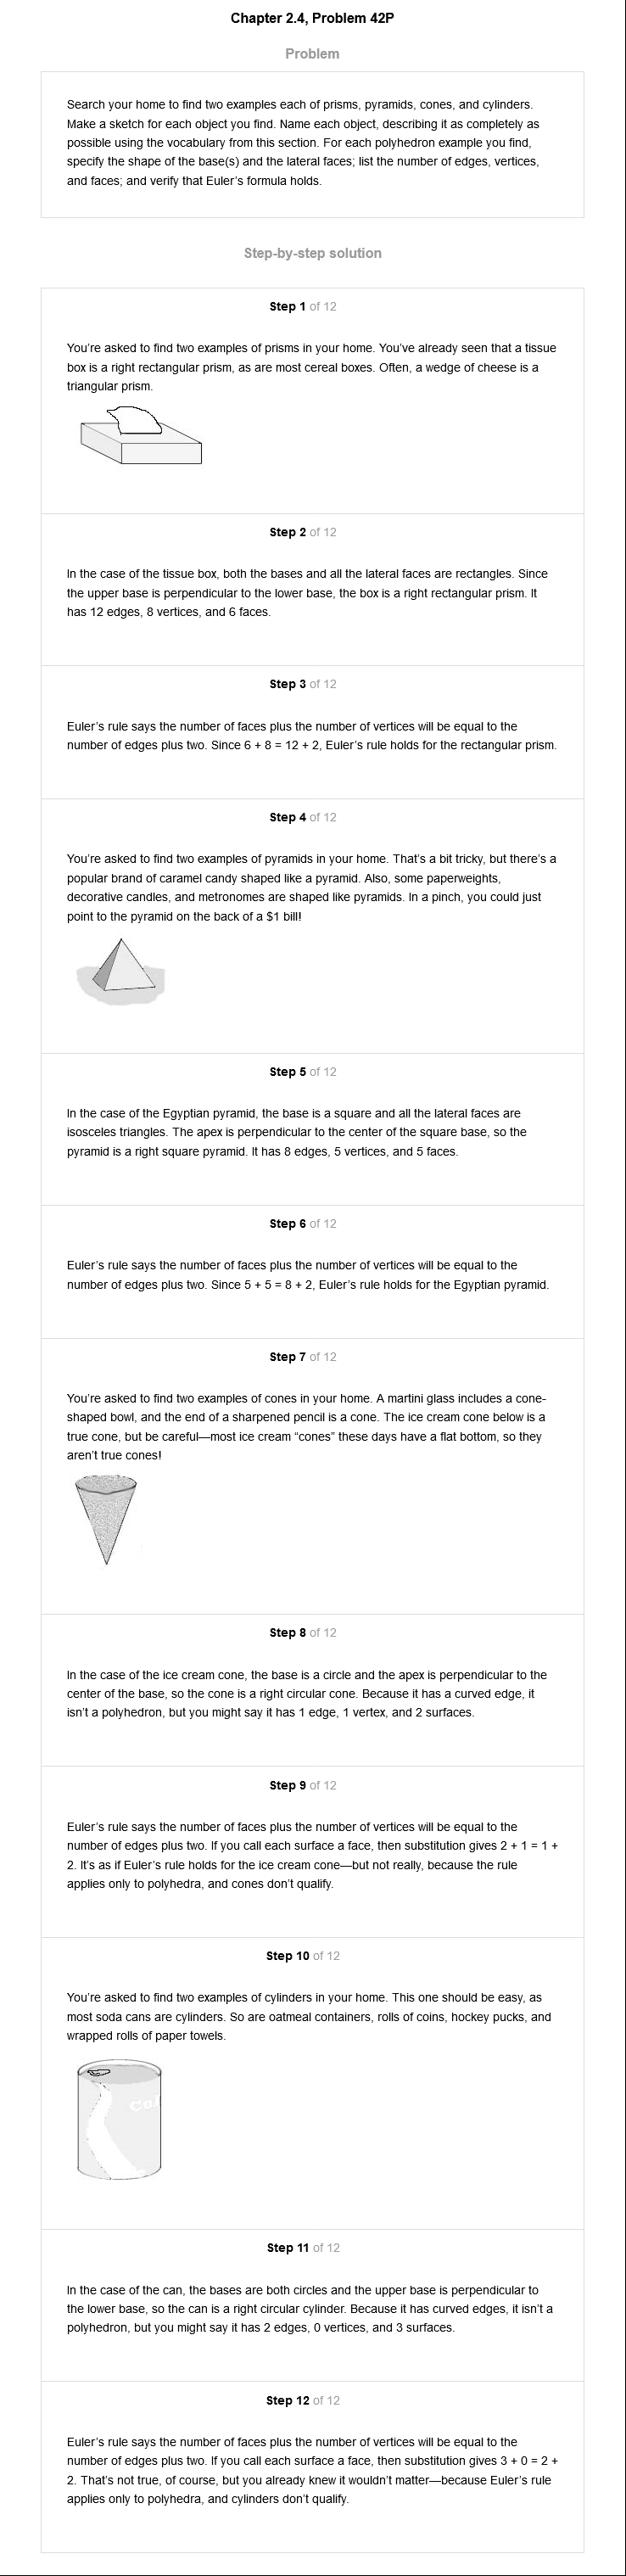 Chapter 2.4, Problem 42P
Problem
Search your home to find two examples each of prisms, pyramids, cones, and cylinders.
Make a sketch for each object you find. Name each object, describing it as completely as
possible using the vocabulary from this section. For each polyhedron example you find,
specify the shape of the base(s) and the lateral faces; list the number of edges, vertices,
and faces; and verify that Euler's formula holds.
Step-by-step solution
Step 1 of 12
You're asked to find two examples of prisms in your home. You've already seen that a tissue
box is a right rectangular prism, as are most cereal boxes. Often, a wedge of cheese is a
triangular prism.
Step 2 of 12
In the case of the tissue box, both the bases and all the lateral faces are rectangles. Since
the upper base is perpendicular to the lower base, the box is a right rectangular prism. It
has 12 edges, 8 vertices, and 6 faces.
Step 3 of 12
Euler's rule says the number of faces plus the number of vertices will be equal to the
number of edges plus two. Since 6 + 8 = 12 + 2, Euler's rule holds for the rectangular prism.
Step 4 of 12
You're asked to find two examples of pyramids in your home. That's a bit tricky, but there's a
popular brand of caramel candy shaped like a pyramid. Also, some paperweights,
decorative candles, and metronomes are shaped like pyramids. In a pinch, you could just
point to the pyramid on the back of a $1 bill!
Step 5 of 12
In the case of the Egyptian pyramid, the base is a square and all the lateral faces are
isosceles triangles. The apex is perpendicular to the center of the square base, so the
pyramid is a right square pyramid. It has 8 edges, 5 vertices, and 5 faces.
Step 6 of 12
Euler's rule says the number of faces plus the number of vertices will be equal to the
number of edges plus two. Since 5 + 5 = 8 + 2, Euler's rule holds for the Egyptian pyramid.
Step 7 of 12
You're asked to find two examples of cones in your home. A martini glass includes a cone-
shaped bowl, and the end of a sharpened pencil is a cone. The ice cream cone below is a
true cone, but be careful—most ice cream "cones" these days have a flat bottom, so they
aren't true cones!
Step 8 of 12
In the case of the ice cream cone, the base is a circle and the apex is perpendicular to the
center of the base, so the cone is a right circular cone. Because it has a curved edge, it
isn't a polyhedron, but you might say it has 1 edge, 1 vertex, and 2 surfaces.
Step 9 of 12
Euler's rule says the number of faces plus the number of vertices will be equal to the
number of edges plus two. If you call each surface a face, then substitution gives 2 + 1 = 1 +
2. It's as if Euler's rule holds for the ice cream cone—but not really, because the rule
applies only to polyhedra, and cones don't qualify.
Step 10 of 12
You're asked to find two examples of cylinders in your home. This one should be easy, as
most soda cans are cylinders. So are oatmeal containers, rolls of coins, hockey pucks, and
wrapped rolls of paper towels.
Step 11 of 12
In the case of the can, the bases are both circles and the upper base is perpendicular to
the lower base, so the can is a right circular cylinder. Because it has curved edges, it isn't a
polyhedron, but you might say it has 2 edges, 0 vertices, and 3 surfaces.
Step 12 of 12
Euler's rule says the number of faces plus the number of vertices will be equal to the
number of edges plus two. If you call each surface a face, then substitution gives 3 + 0 = 2 +
2. That's not true, of course, but you already knew it wouldn't matter—because Euler's rule
applies only to polyhedra, and cylinders don't qualify.